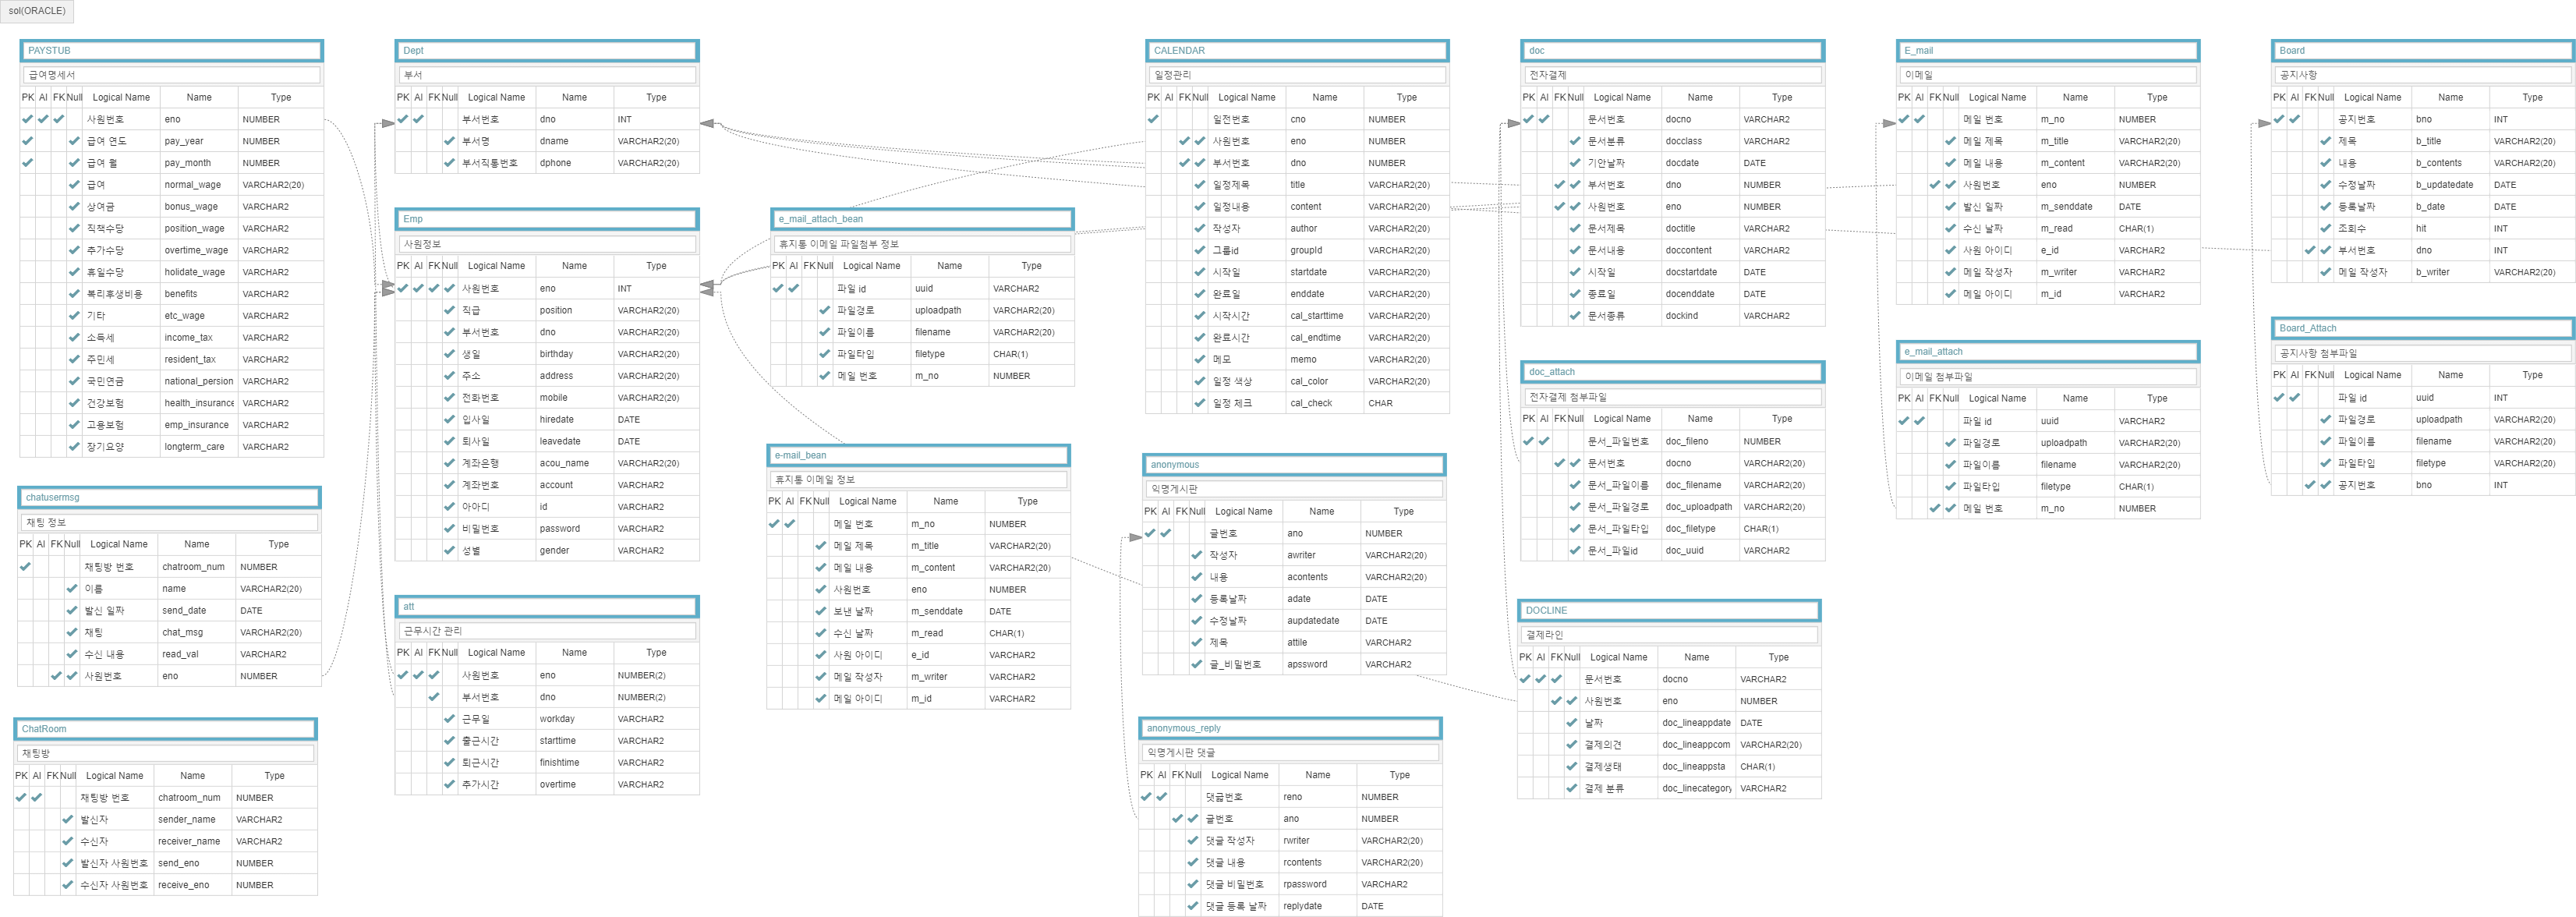 sol(ORACLE)
PAYSTUB
급여명세서
PK AI FK Null Logical Name Name Type
사원번호 eno NUMBER
급여 연도 pay_year NUMBER
급여 월 pay_month NUMBER
급여 normal_wage VARCHAR2(20)
상여금 bonus_wage VARCHAR2
직책수당 position_wage VARCHAR2
추가수당 overtime_wage VARCHAR2
휴일수당 holidate_wage VARCHAR2
복리후생비용 benefits VARCHAR2
기타 etc_wage VARCHAR2
소득세 income_tax VARCHAR2
주민세 resident_tax VARCHAR2
국민연금 national_persion VARCHAR2
건강보험 health_insurance VARCHAR2
고용보험 emp_insurance VARCHAR2
장기요양 longterm_care VARCHAR2
chatusermsg
채팅 정보
PK AI FK Null Logical Name Name Type
채팅방 번호 chatroom_num NUMBER
이름 name VARCHAR2(20)
발신 일짜 send_date DATE
채팅 chat_msg VARCHAR2(20)
수신 내용 read_val VARCHAR2
사원번호 eno NUMBER
ChatRoom
채팅방
PK AI FK Null Logical Name Name Type
채팅방 번호 chatroom_num NUMBER
발신자 sender_name VARCHAR2
수신자 receiver_name VARCHAR2
발신자 사원번호 send_eno NUMBER
수신자 사원번호 receive_eno NUMBER
Dept
부서
PK AI FK Null Logical Name Name Type
부서번호 dno INT
부서명 dname VARCHAR2(20)
부서직통번호 dphone VARCHAR2(20)
Emp
사원정보
PK AI FK Null Logical Name Name Type
사원번호 eno INT
직급 position VARCHAR2(20)
부서번호 dno VARCHAR2(20)
생일 birthday VARCHAR2(20)
주소 address VARCHAR2(20)
전화번호 mobile VARCHAR2(20)
입사일 hiredate DATE
퇴사일 leavedate DATE
계좌은행 acou_name VARCHAR2(20)
계좌번호 account VARCHAR2
아아디 id VARCHAR2
비밀번호 password VARCHAR2
성별 gender VARCHAR2
att
근무시간 관리
PK AI FK Null Logical Name Name Type
사원번호 eno NUMBER(2)
부서번호 dno NUMBER(2)
근무일 workday VARCHAR2
출근시간 starttime VARCHAR2
퇴근시간 finishtime VARCHAR2
추가시간 overtime VARCHAR2
e_mail_attach_bean
휴지통 이메일 파일첨부 정보
PK AI FK Null Logical Name Name Type
파일 id uuid VARCHAR2
파일경로 uploadpath VARCHAR2(20)
파일이름 filename VARCHAR2(20)
파일타입 filetype CHAR(1)
메일 번호 m_no NUMBER
e-mail_bean
휴지통 이메일 정보
PK AI FK Null Logical Name Name Type
메일 번호 m_no NUMBER
메일 제목 m_title VARCHAR2(20)
메일 내용 m_content VARCHAR2(20)
사원번호 eno NUMBER
보낸 날짜 m_senddate DATE
수신 날짜 m_read CHAR(1)
사원 아이디 e_id VARCHAR2
메일 작성자 m_writer VARCHAR2
메일 아이디 m_id VARCHAR2
CALENDAR
일정관리
PK AI FK Null Logical Name Name Type
일전번호 cno NUMBER
사원번호 eno NUMBER
부서번호 dno NUMBER
일정제목 title VARCHAR2(20)
일정내용 content VARCHAR2(20)
작성자 author VARCHAR2(20)
그룹id groupId VARCHAR2(20)
시작일 startdate VARCHAR2(20)
완료일 enddate VARCHAR2(20)
시작시간 cal_starttime VARCHAR2(20)
완료시간 cal_endtime VARCHAR2(20)
메모 memo VARCHAR2(20)
일정 색상 cal_color VARCHAR2(20)
일정 체크 cal_check CHAR
anonymous
익명게시판
PK AI FK Null Logical Name Name Type
글번호 ano NUMBER
작성자 awriter VARCHAR2(20)
내용 acontents VARCHAR2(20)
등록날짜 adate DATE
수정날짜 aupdatedate DATE
제목 attile VARCHAR2
글_비밀번호 apssword VARCHAR2
anonymous_reply
익명게시판 댓글
PK AI FK Null Logical Name Name Type
댓긃번호 reno NUMBER
글번호 ano NUMBER
댓글 작성자 rwriter VARCHAR2(20)
댓글 내용 rcontents VARCHAR2(20)
댓글 비밀번호 rpassword VARCHAR2
댓글 등록 날짜 replydate DATE
doc
전자결제
PK AI FK Null Logical Name Name Type
문서번호 docno VARCHAR2
문서분류 docclass VARCHAR2
기안날짜 docdate DATE
부서번호 dno NUMBER
사원번호 eno NUMBER
문서제목 doctitle VARCHAR2
문서내용 doccontent VARCHAR2
시작일 docstartdate DATE
종료일 docenddate DATE
문서종류 dockind VARCHAR2
doc_attach
전자결제 첨부파일
PK AI FK Null Logical Name Name Type
문서_파일번호 doc_fileno NUMBER
문서번호 docno VARCHAR2(20)
문서_파일이름 doc_filename VARCHAR2(20)
문서_파일경로 doc_uploadpath VARCHAR2(20)
문서_파일타입 doc_filetype CHAR(1)
문서_파일id doc_uuid VARCHAR2
DOCLINE
결제라인
PK AI FK Null Logical Name Name Type
문서번호 docno VARCHAR2
사원번호 eno NUMBER
날짜 doc_lineappdate DATE
결제의견 doc_lineappcom VARCHAR2(20)
결제생태 doc_lineappsta CHAR(1)
결제 분류 doc_linecategory VARCHAR2
E_mail
이메일
PK AI FK Null Logical Name Name Type
메일 번호 m_no NUMBER
메일 제목 m_title VARCHAR2(20)
메일 내용 m_content VARCHAR2(20)
사원번호 eno NUMBER
발신 일짜 m_senddate DATE
수신 날짜 m_read CHAR(1)
사원 아이디 e_id VARCHAR2
메일 작성자 m_writer VARCHAR2
메일 아이디 m_id VARCHAR2
e_mail_attach
이메일 첨부파일
PK AI FK Null Logical Name Name Type
파일 id uuid VARCHAR2
파일경로 uploadpath VARCHAR2(20)
파일이름 filename VARCHAR2(20)
파일타입 filetype CHAR(1)
메일 번호 m_no NUMBER
Board
공지사항
PK AI FK Null Logical Name Name Type
공지번호 bno INT
제목 b_title VARCHAR2(20)
내용 b_contents VARCHAR2(20)
수정날짜 b_updatedate DATE
등록날짜 b_date DATE
조회수 hit INT
부서번호 dno INT
메일 작성자 b_writer VARCHAR2(20)
Board_Attach
공지사항 첨부파일
PK AI FK Null Logical Name Name Type
파일 id uuid INT
파일경로 uploadpath VARCHAR2(20)
파일이름 filename VARCHAR2(20)
파일타입 filetype VARCHAR2(20)
공지번호 bno INT